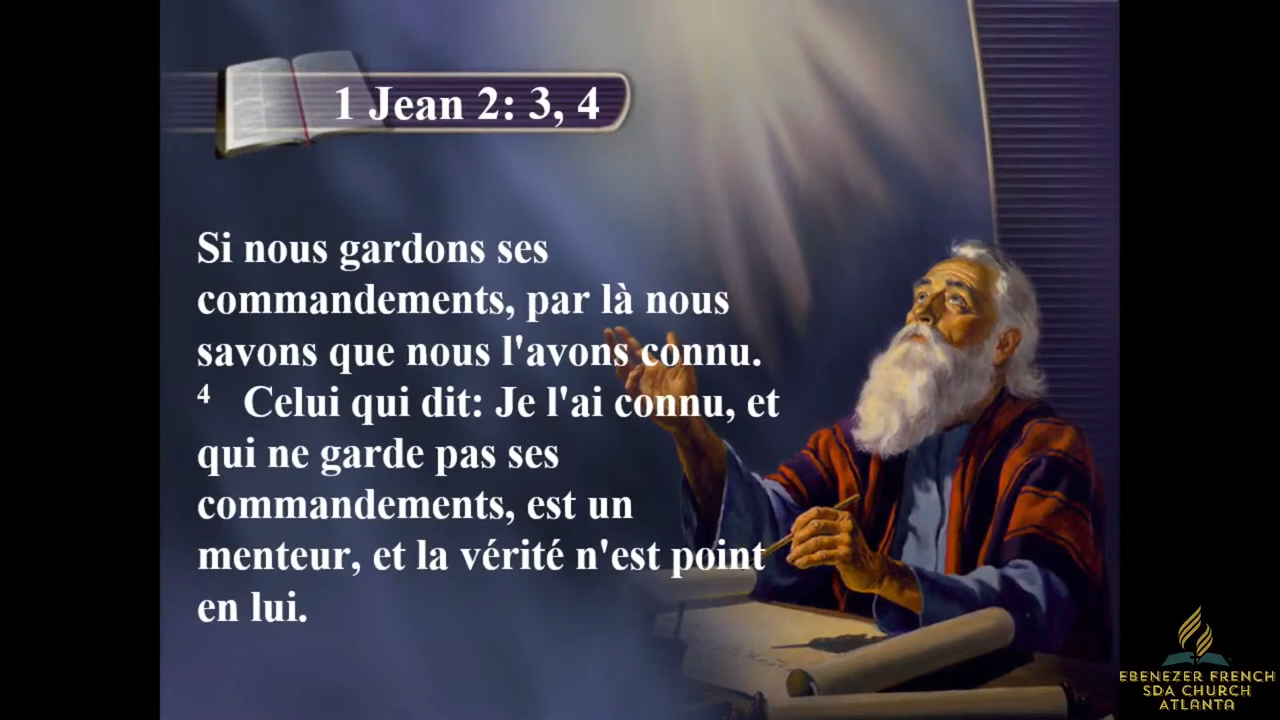 1 Jean 2: 3, 4
Si nous gardons ses
commandements, par là nous
savons que nous l'avons connu.
4 Celui qui dit: Je l'ai connu, et
qui ne garde pas ses
commandements, est un
menteur, et la vérité n'est point
en lui.
EBENEZER FRENCH
SDA CHURCH
ATLANTA